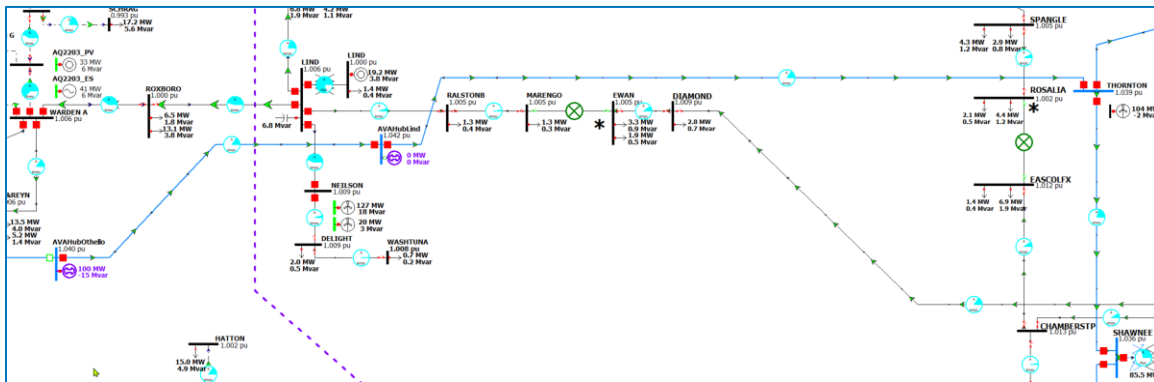 SCHRAG
0.993 pu
17.2 MW
5.6 Mvar
G
AQ2203_PV
33 MW
6 Mvar
AQ2203_ES
41 MW
6 Mvar
WARDEN A
1.006 pu
ROXBORO
1.000 pu
6.5 MW
1.8 Mvar
13.1 MW
3.8 Mvar
6.8 MW
1.9 Mvar
4.2 MW
1.1 Mvar
LIND
1.006 pu
LIND
1.000 pu
19.2 MW
3.8 Mvar
1.4 MW
0.4 Mvar
6.8 Mvar
AVAHubLind
1.042 pu
0 MW
0 Mvar
RALSTONB
1.005 pu
1.3 MW
0.4 Mvar
MARENGO
1.005 pu
1.3 MW
0.3 Mvar
EWAN
1.005 pu
*
3.3 MW
0.9 Mvar
1.9 MW
0.5 Mvar
DIAMOND
1.009 pu
2.8 MW
0.7 Mvar
SPANGLE
1.005 pu
4.3 MW
1.2 Mvar
2.9 MW
0.8 Mvar
THORNTON
1.039 pu
104 MW
-2 Mva
ROSALIA
1.002 pu
*
2.1 MW
0.5 Mvar
4.4 MW
1.2 Mvar
EASCOLFX
1.012 pu
1.4 MW
0.4 Mvar
6.9 MW
1.9 Mvar
NEILSON
1.009 pu
127 MW
18 Mvar
20 MW
3 Mvar
DELIGHT
1.009 pu
2.0 MW
0.5 Mvar
WASHTUNA
1.008 pu
0.7 MW
0.2 Mvar
AREYN
006 pu
13.5 MW
4.0 Mvar
5.2 MW
1.4 Mvar
AVAHubOthello
1.040 pu
100 MW
-15 Mvar
HATTON
1.002 pu
15.0 MW
4.9 Mvar
CHAMBERSTP
1.013 pu
SHAWNEE
1.036 pu
85.5 M